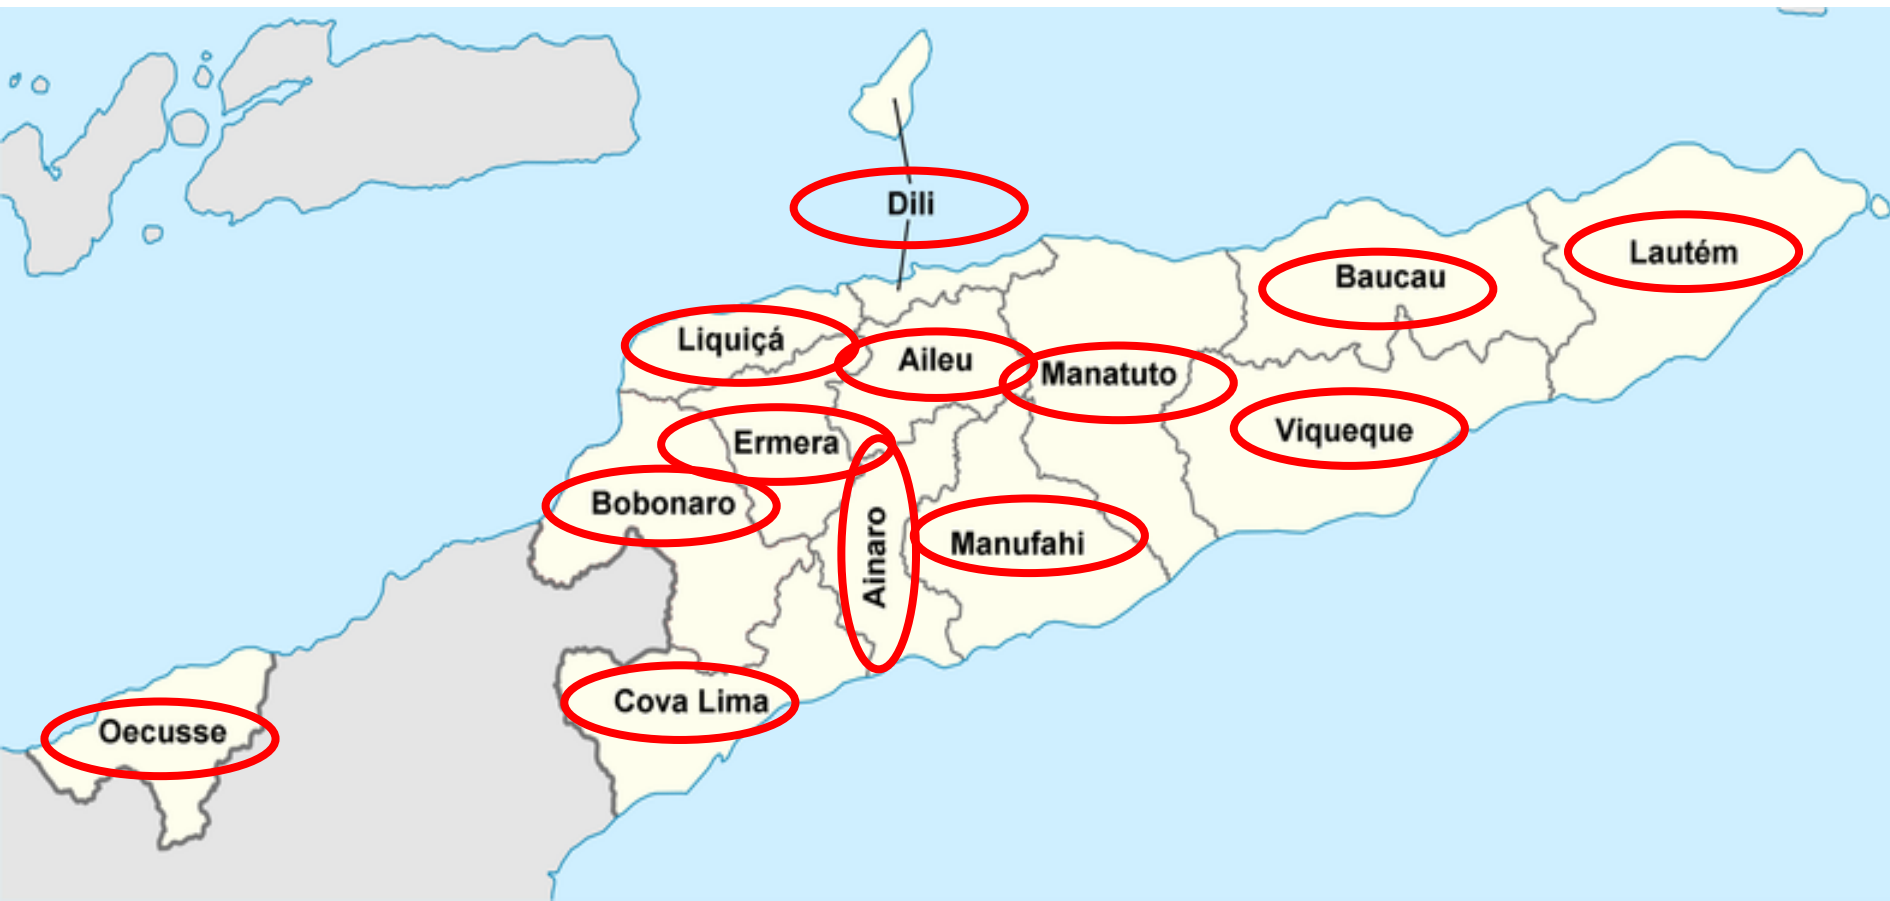 Dili
Lautém
Baucau
Liquiçá
Aileu
Manatuto
Viqueque
Ermera
Bobonaro
Ainaro
Manufahi
Cova Lima
Oecusse